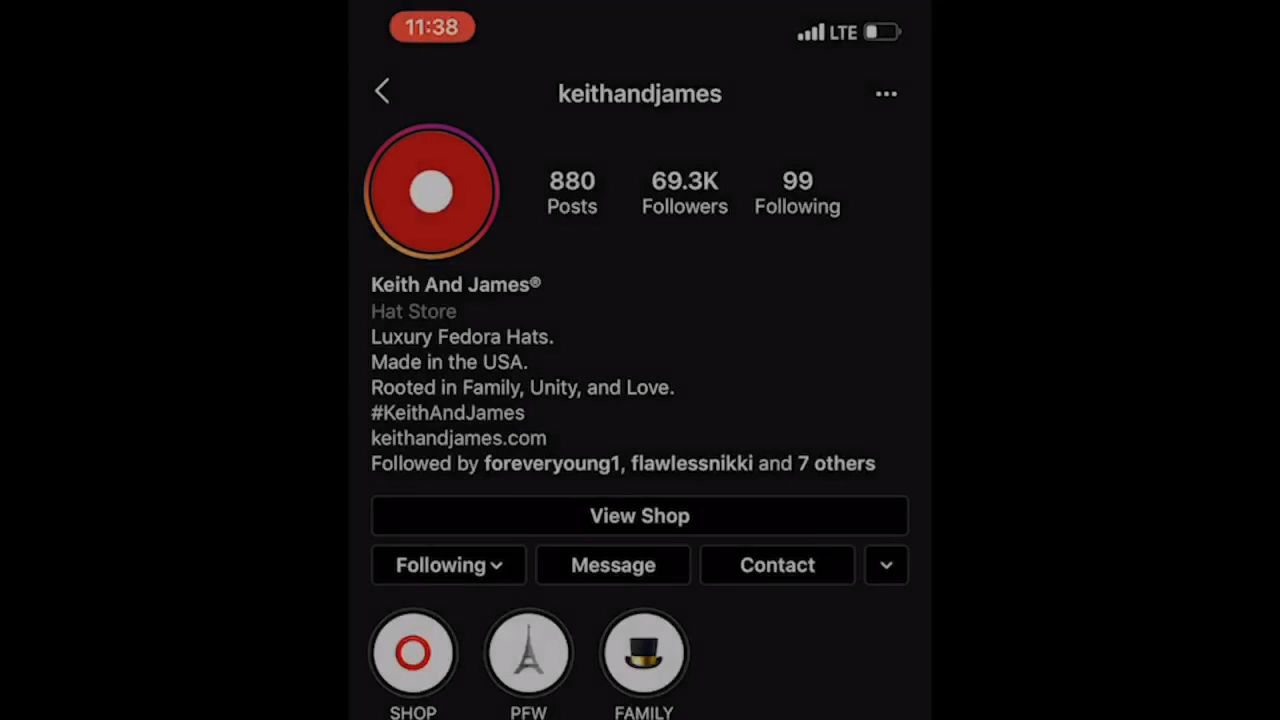 11:38
LTE
keithandjames
880 69.3K 99
Posts Followers Following
Keith And James®
Hat Store
Luxury Fedora Hats.
Made in the USA.
Rooted in Family, Unity, and Love.
#KeithAndJames
keithandjames.com
Followed by foreveryoung1, flawlessnikki and 7 others
View Shop
Following Message Contact
SHOP PFW FAMILY